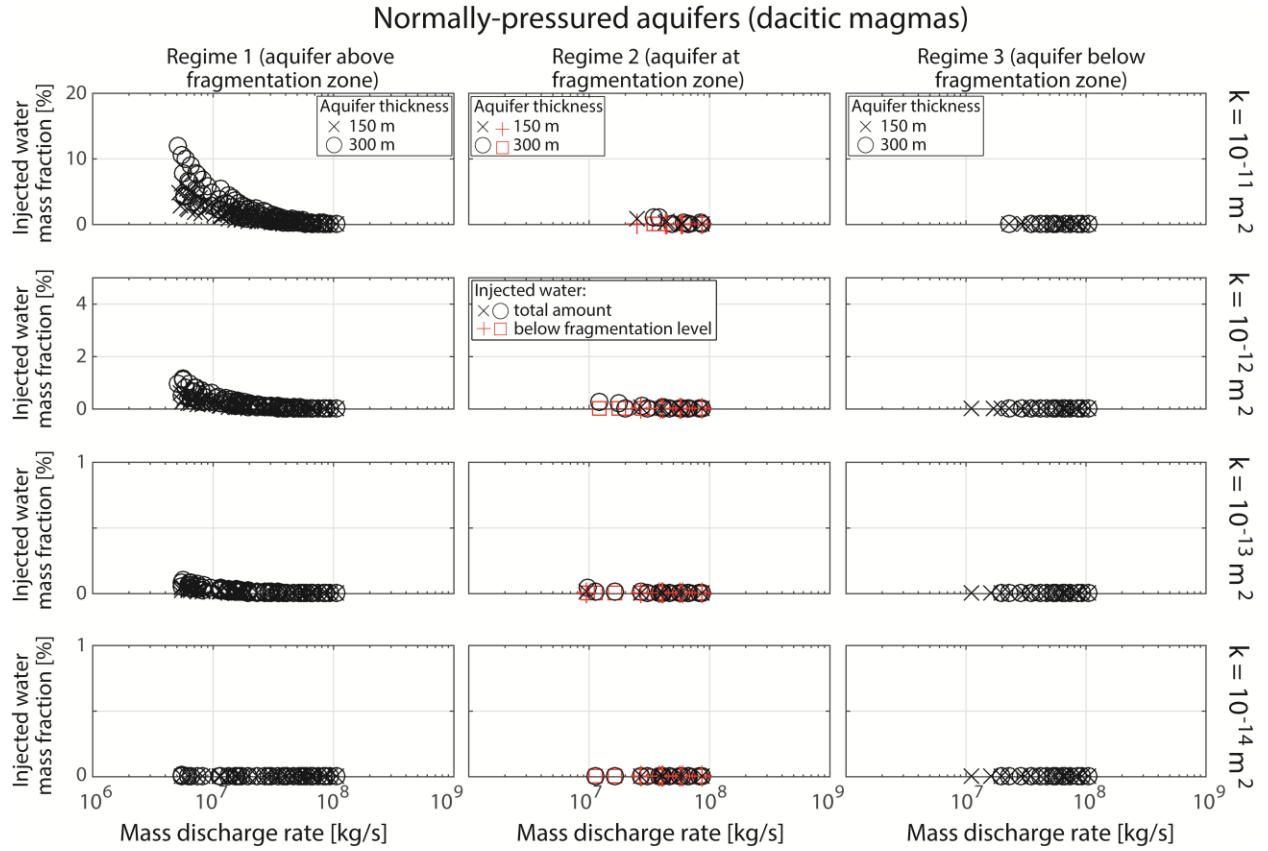 Normally-pressured aquifers (dacitic magmas)
Regime 1 (aquifer above
fragmentation zone)
Regime 2 (aquifer at
fragmentation zone)
Regime 3 (aquifer below
fragmentation zone)
Injected water
mass fraction [%]
20
10
0
Aquifer thickness
150 m
300 m
Aquifer thickness
150 m
300 m
Aquifer thickness
150 m
300 m
k = 10⁻¹¹ m²
Injected water
mass fraction [%]
4
2
0
Injected water:
total amount
below fragmentation level
k = 10⁻¹² m²
Injected water
mass fraction [%]
1
0.5
0
k = 10⁻¹³ m²
Injected water
mass fraction [%]
1
0.5
0
k = 10⁻¹⁴ m²
10⁶ 10⁷ 10⁸ 10⁹
10⁷ 10⁸ 10⁹
10⁷ 10⁸ 10⁹
Mass discharge rate [kg/s]
Mass discharge rate [kg/s]
Mass discharge rate [kg/s]